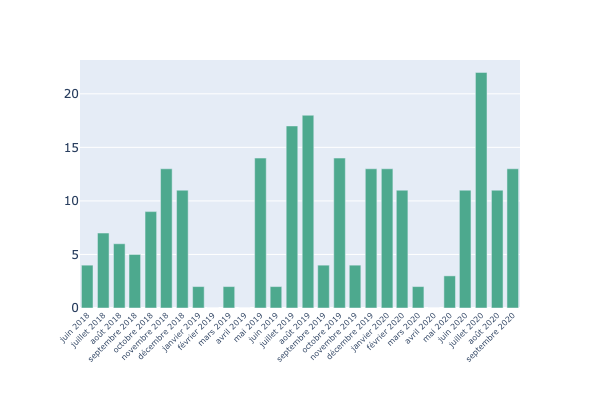 20
15
10
5
0
juin 2018
juillet 2018
août 2018
septembre 2018
octobre 2018
novembre 2018
décembre 2018
janvier 2019
février 2019
mars 2019
avril 2019
mai 2019
juin 2019
juillet 2019
août 2019
septembre 2019
octobre 2019
novembre 2019
décembre 2019
janvier 2020
février 2020
mars 2020
avril 2020
mai 2020
juin 2020
juillet 2020
août 2020
septembre 2020